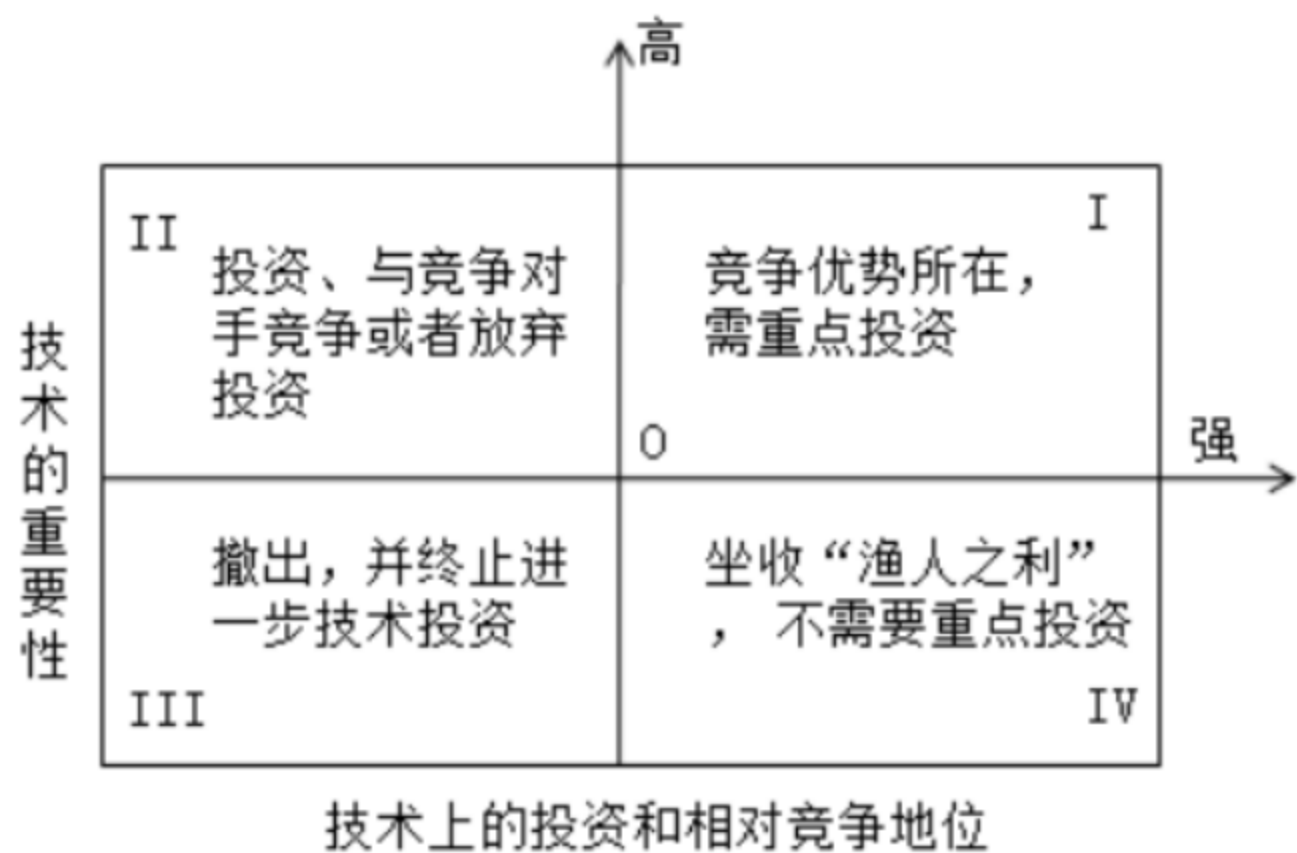 高
II
I
投资、与竞争对
手竞争或者放弃
投资
竞争优势所在，
需重点投资
技术的重要性
O
强
撤出，并终止进
一步技术投资
坐收“渔人之利”
， 不需要重点投资
III
IV
技术上的投资和相对竞争地位